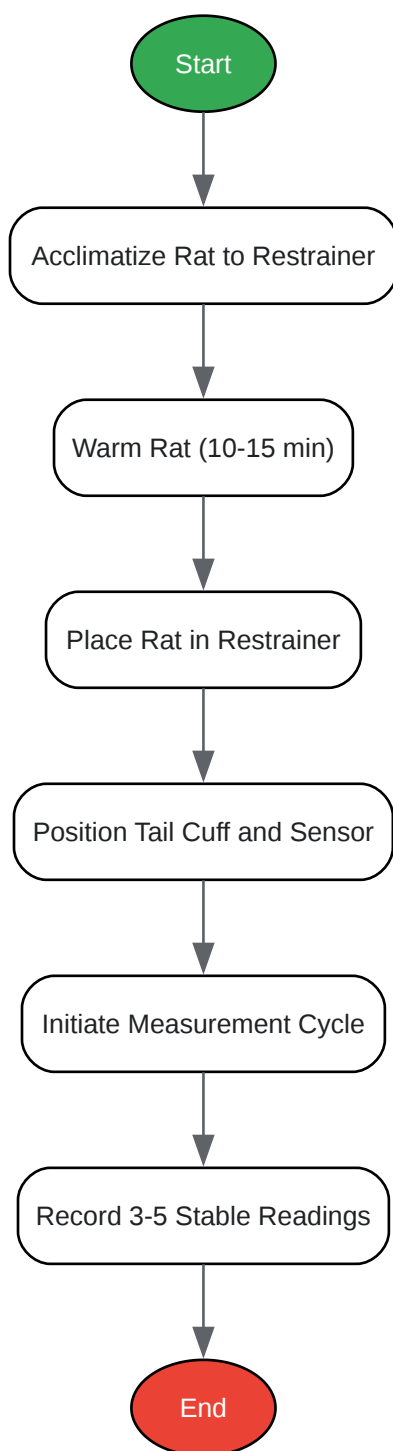 Start
Acclimatize Rat to Restrainer
Warm Rat (10-15 min)
Place Rat in Restrainer
Position Tail Cuff and Sensor
Initiate Measurement Cycle
Record 3-5 Stable Readings
End